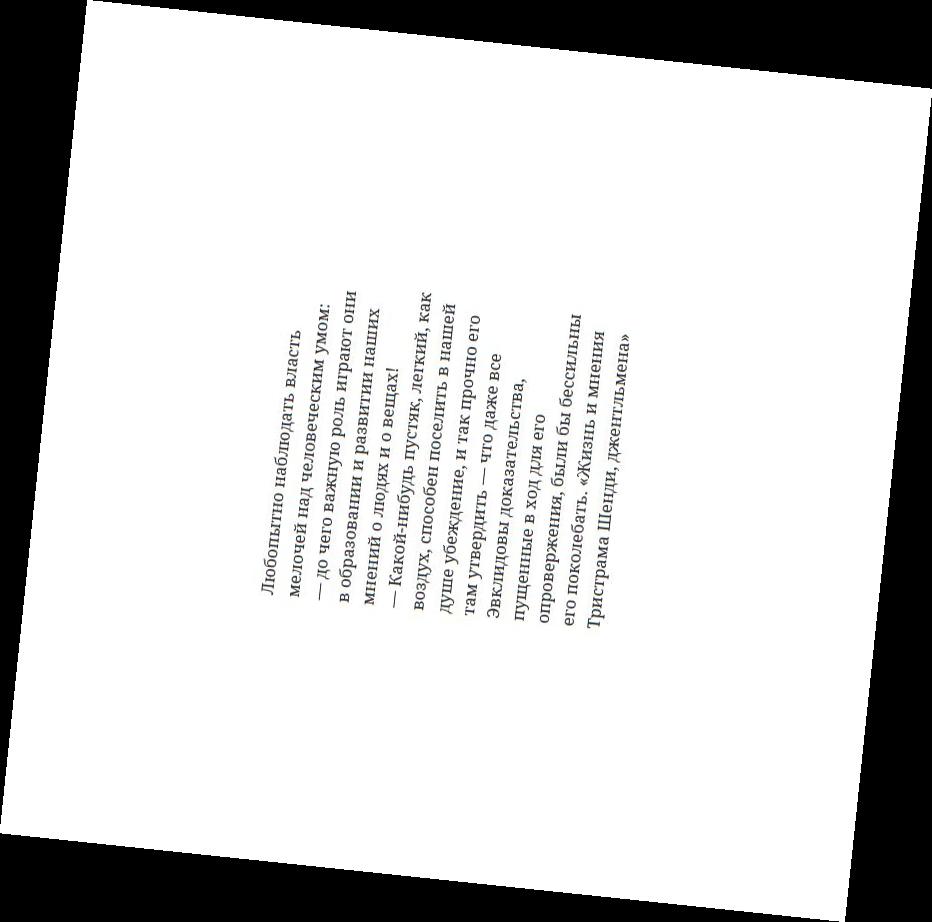 Любопытно наблюдать власть
мелочей над человеческим умом:
— до чего важную роль играют они
в образовании и развитии наших
мнений о людях и о вещах!
— Какой-нибудь пустяк, легкий, как
воздух, способен поселить в нашей
душе убеждение, и так прочно его
там утвердить — что даже все
Эвклидовы доказательства,
пущенные в ход для его
опровержения, были бы бессильны
его поколебать. «Жизнь и мнения
Тристрама Шенди, джентльмена»